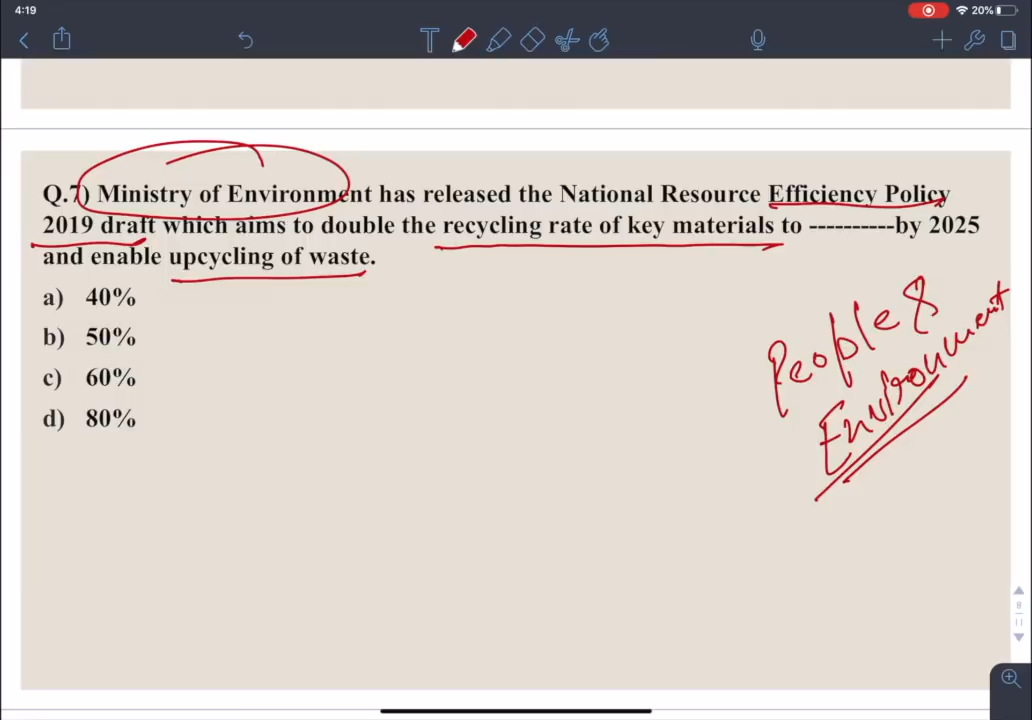 4:19
20%
Q.7) Ministry of Environment has released the National Resource Efficiency Policy
2019 draft which aims to double the recycling rate of key materials to ----------by 2025
and enable upcycling of waste.
a) 40%
b) 50%
c) 60%
d) 80%
People &
Environment
8
11